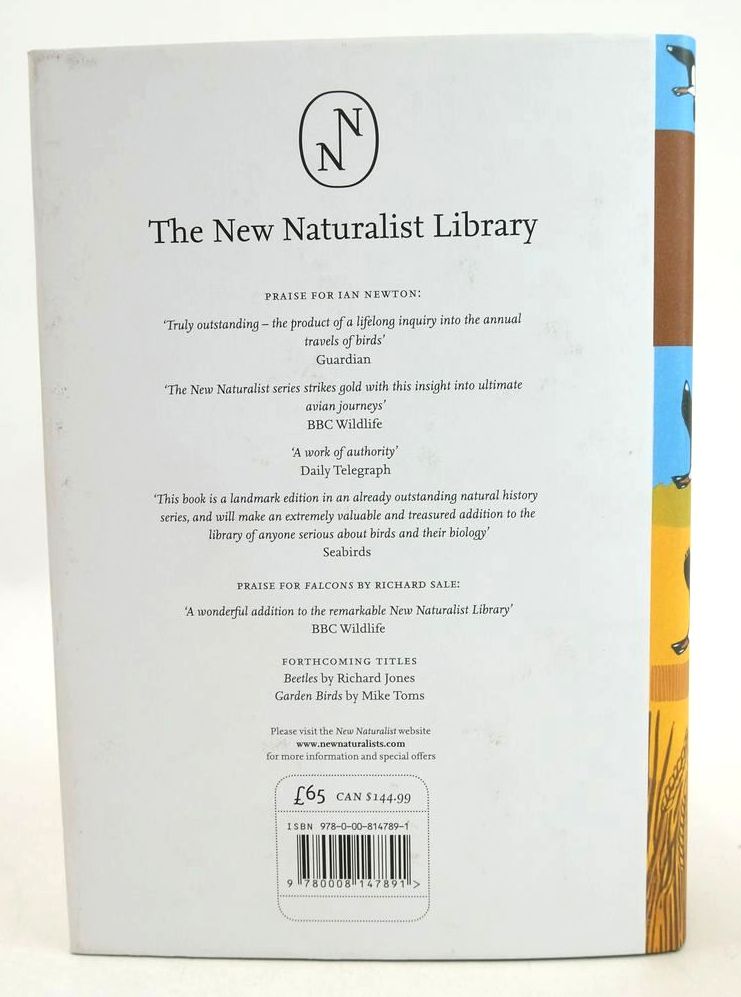 N
N
The New Naturalist Library
PRAISE FOR IAN NEWTON:
‘Truly outstanding – the product of a lifelong inquiry into the annual
travels of birds’
Guardian
‘The New Naturalist series strikes gold with this insight into ultimate
avian journeys’
BBC Wildlife
‘A work of authority’
Daily Telegraph
‘This book is a landmark edition in an already outstanding natural history
series, and will make an extremely valuable and treasured addition to the
library of anyone serious about birds and their biology’
Seabirds
PRAISE FOR FALCONS BY RICHARD SALE:
‘A wonderful addition to the remarkable New Naturalist Library’
BBC Wildlife
FORTHCOMING TITLES
Beetles by Richard Jones
Garden Birds by Mike Toms
Please visit the New Naturalist website
www.newnaturalists.com
for more information and special offers
£65 CAN $144.99
ISBN 978-0-00-814789-1
9 780008 147891 >